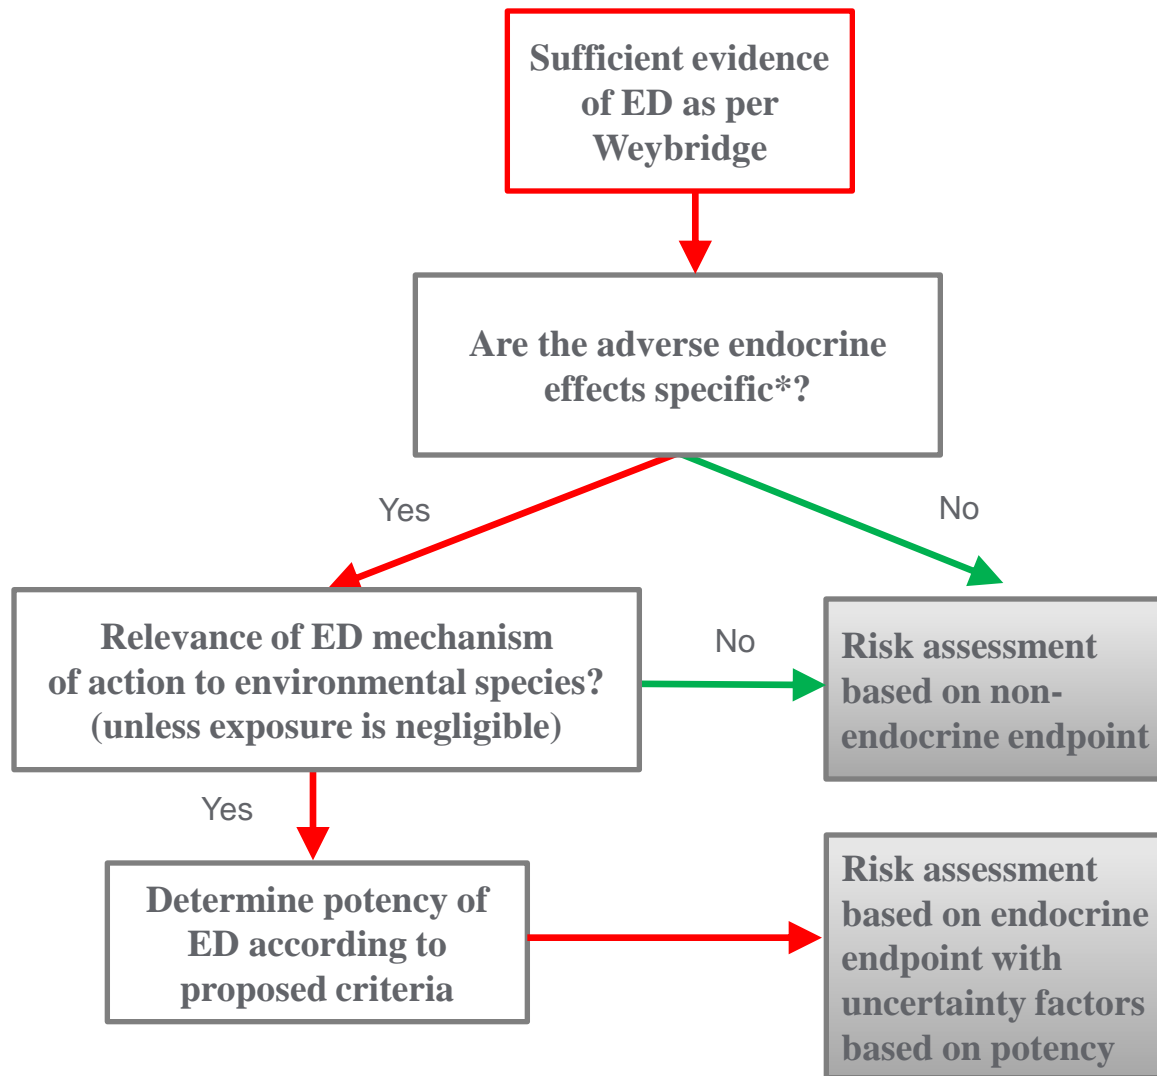 Sufficient evidence
of ED as per
Weybridge
Are the adverse endocrine
effects specific*?
Yes
No
Relevance of ED mechanism
of action to environmental species?
(unless exposure is negligible)
No
Risk assessment
based on non-
endocrine endpoint
Yes
Determine potency of
ED according to
proposed criteria
Risk assessment
based on endocrine
endpoint with
uncertainty factors
based on potency